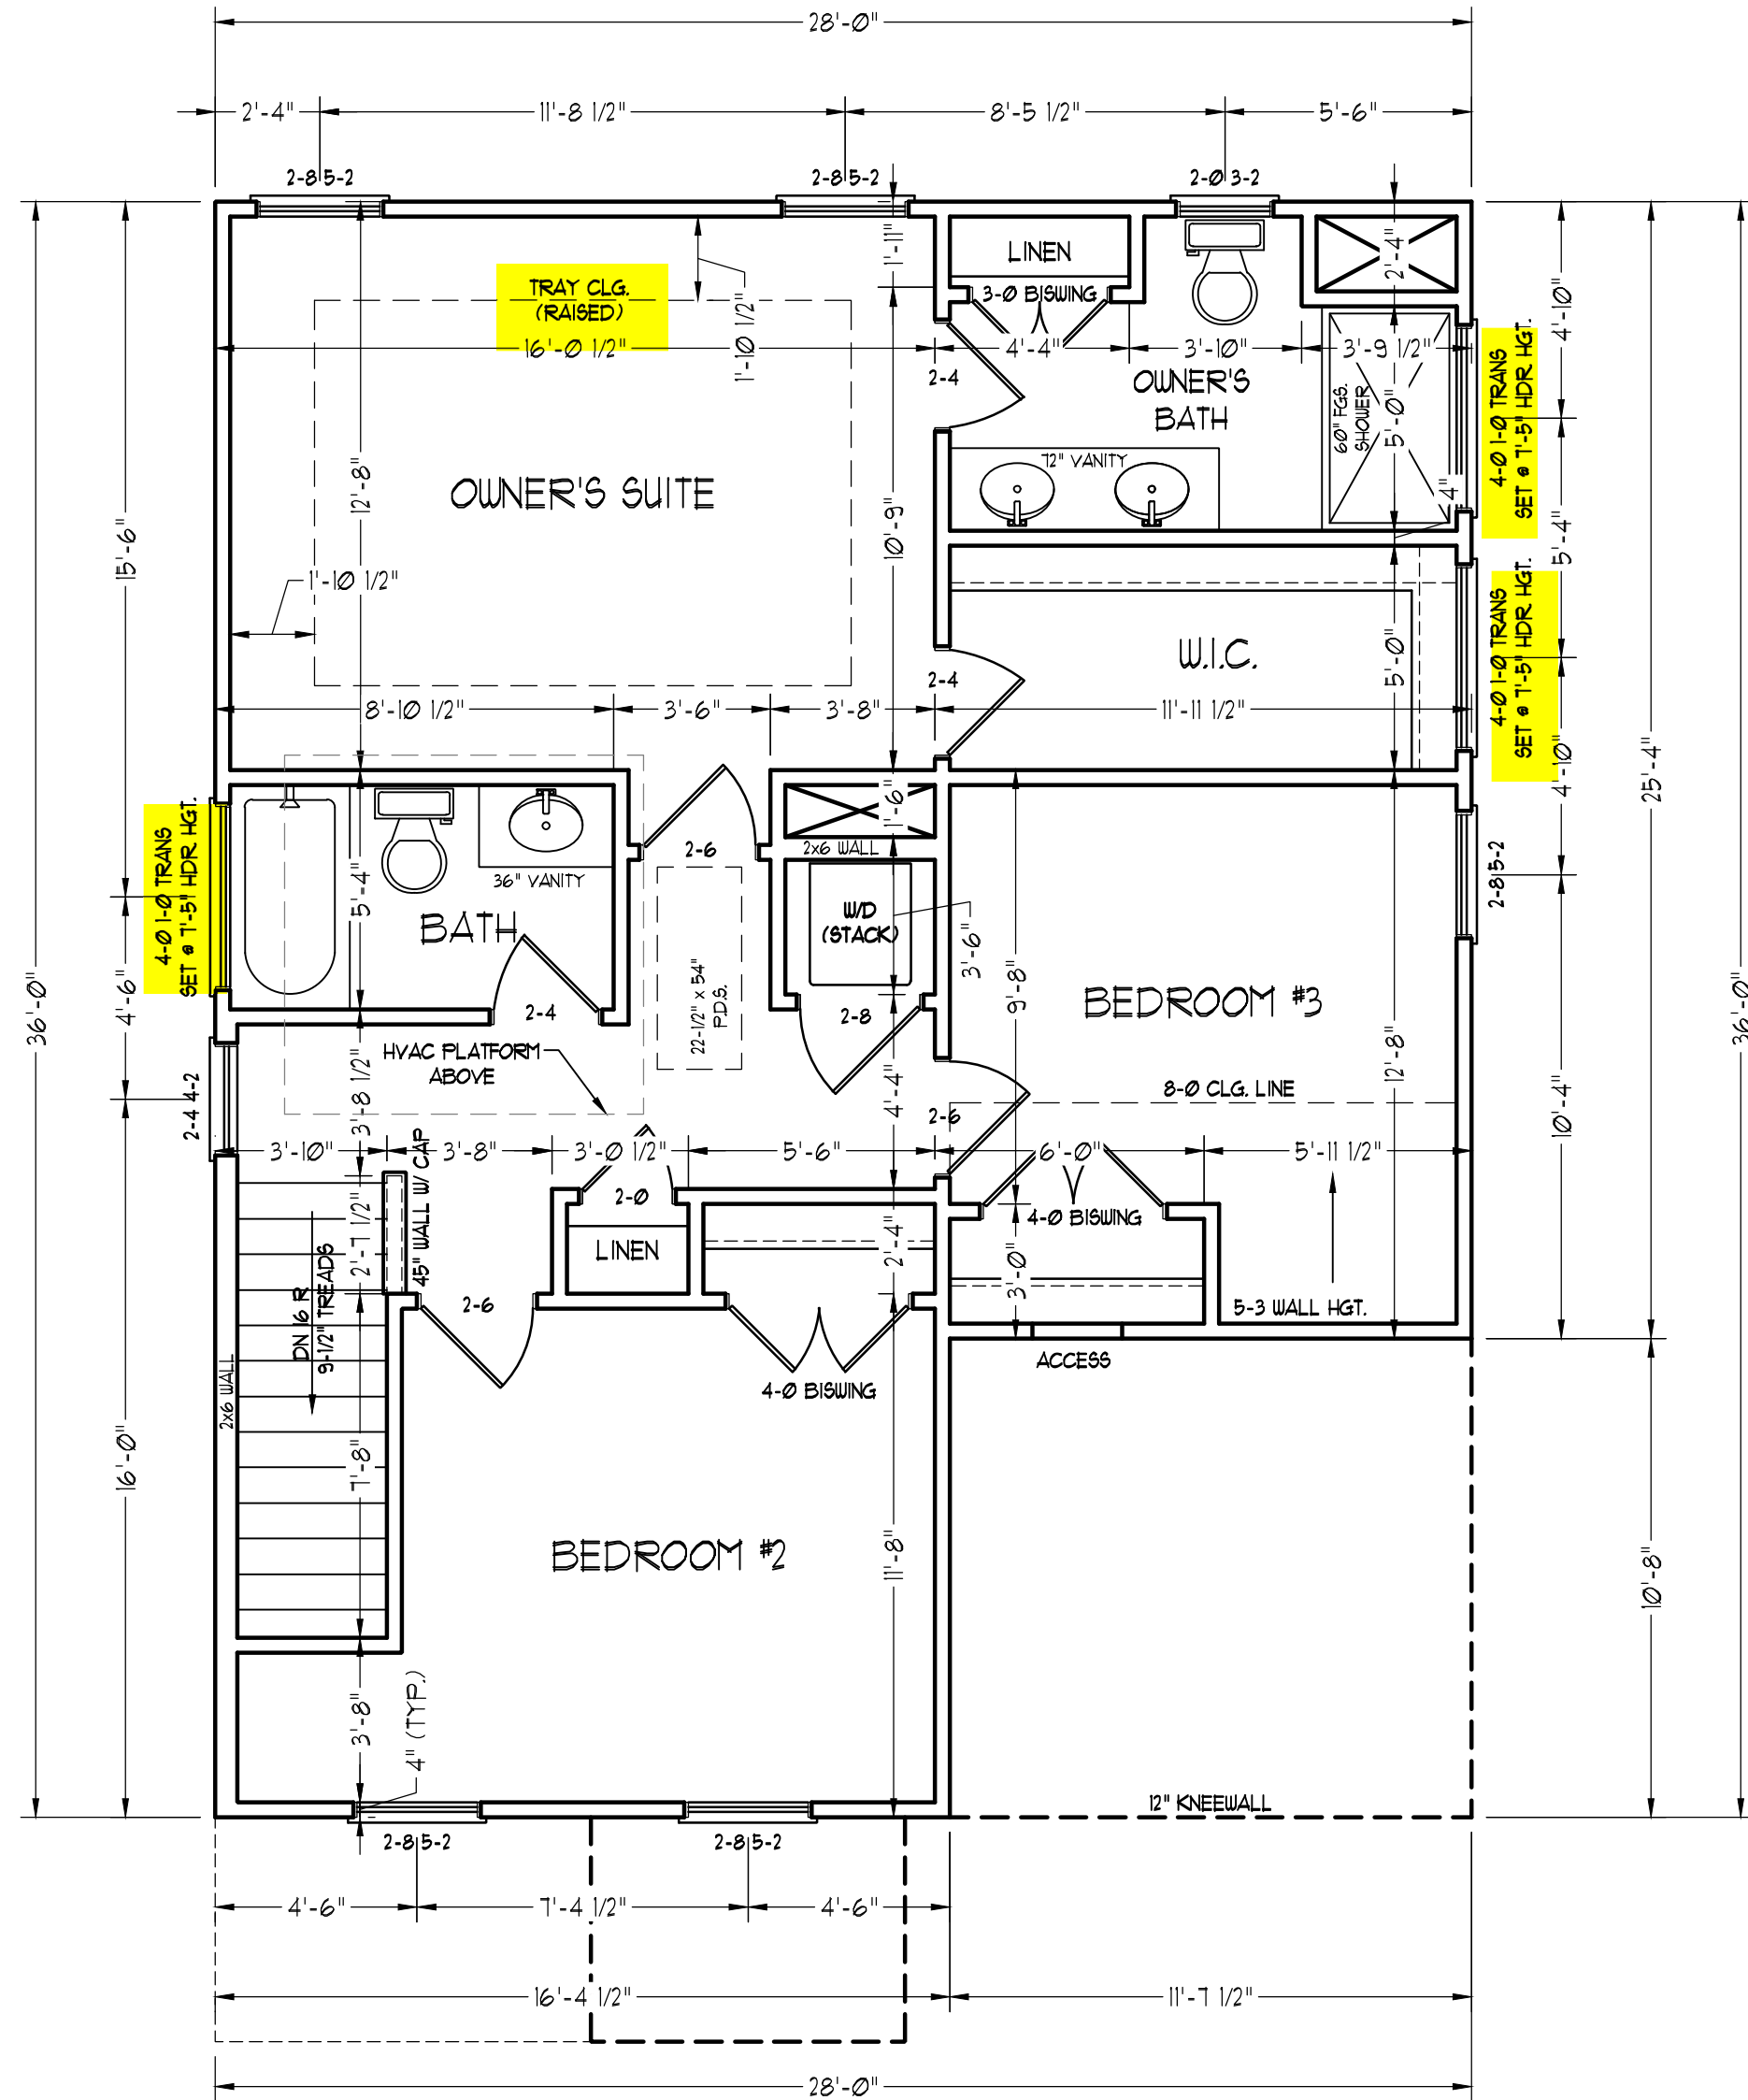 28'-0"
2'-4"
11'-8 1/2"
8'-5 1/2"
5'-6"
2-8 5-2
2-8 5-2
2-0 3-2
TRAY CLG.
(RAISED)
1'-10 1/2"
1'-11"
LINEN
3-0 BISWING
2'-4"
16'-0 1/2"
4'-4"
3'-10"
3'-9 1/2"
2-4
OWNER'S
BATH
60" FGS.
SHOWER
5'-0"
4-0 1-0 TRANS
SET @ 7'-5" HDR HGT.
4'-10"
72" VANITY
OWNER'S SUITE
12'-8"
10'-9"
4"
5'-4"
15'-6"
1'-10 1/2"
W.I.C.
5'-0"
4-0 1-0 TRANS
SET @ 7'-5" HDR HGT.
2-4
8'-10 1/2"
3'-6"
3'-8"
11'-11 1/2"
4'-10"
25'-4"
1'-6"
2x6 WALL
2-6
36" VANITY
5'-4"
BATH
4-0 1-0 TRANS
SET @ 7'-5" HDR HGT.
W/D
(STACK)
3'-6"
2-8 5-2
22-1/2" x 54"
P.D.S.
9'-8"
BEDROOM #3
36'-0"
4'-6"
36'-0"
2-4
2-8
HVAC PLATFORM
ABOVE
3'-8 1/2"
4'-4"
12'-8"
8-0 CLG. LINE
2-4 4-2
2-6
10'-4"
3'-10"
3'-8"
3'-0 1/2"
5'-6"
6'-0"
5'-11 1/2"
45" WALL W/ CAP
2-0
4-0 BISWING
2'-7 1/2"
LINEN
2'-4"
3'-0"
DN 16 R
9-1/2" TREADS
2-6
5-3 WALL HGT.
ACCESS
4-0 BISWING
2x6 WALL
16'-0"
7'-8"
BEDROOM #2
11'-8"
10'-8"
3'-8"
4" (TYP.)
12" KNEEWALL
2-8 5-2
2-8 5-2
4'-6"
7'-4 1/2"
4'-6"
16'-4 1/2"
11'-7 1/2"
28'-0"